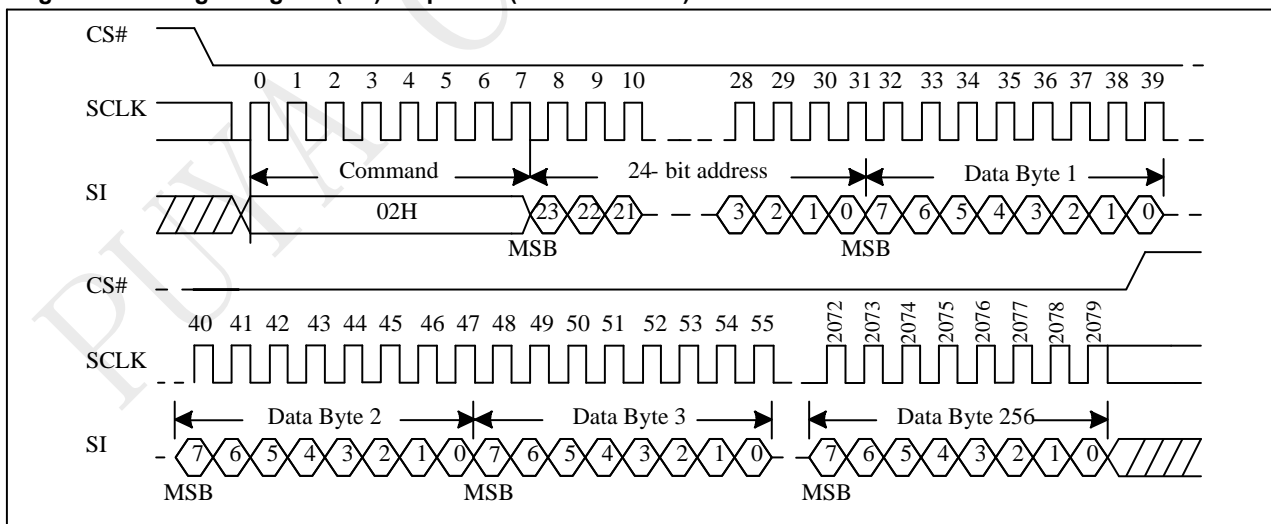 CS#
0 1 2 3 4 5 6 7 8 9 10 28 29 30 31 32 33 34 35 36 37 38 39
SCLK
Command 24- bit address Data Byte 1
SI
02H 23 22 21 3 2 1 0 7 6 5 4 3 2 1 0
MSB MSB
CS#
40 41 42 43 44 45 46 47 48 49 50 51 52 53 54 55 2072 2073 2074 2075 2076 2077 2078 2079
SCLK
Data Byte 2 Data Byte 3 Data Byte 256
SI
7 6 5 4 3 2 1 0 7 6 5 4 3 2 1 0 7 6 5 4 3 2 1 0
MSB MSB MSB
PUYA